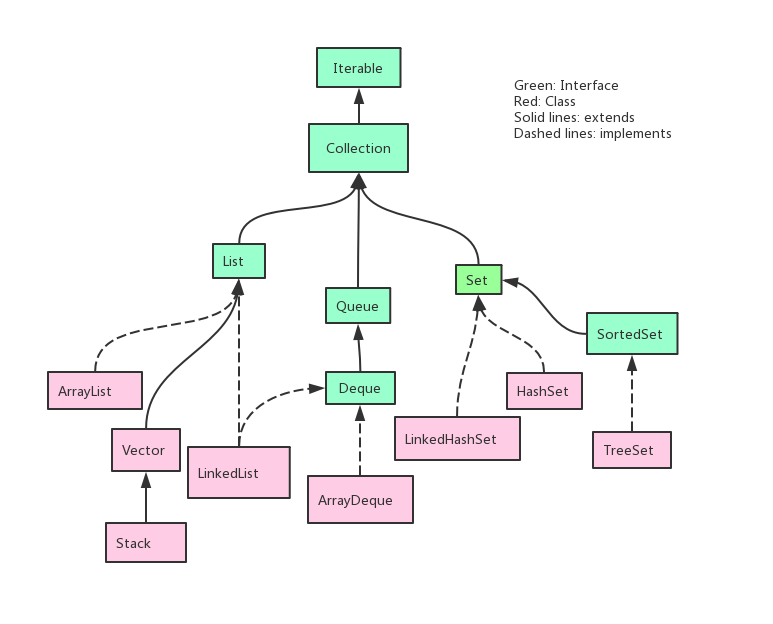 Iterable
Green: Interface
Red: Class
Solid lines: extends
Dashed lines: implements
Collection
List
Set
Queue
SortedSet
ArrayList
Deque
HashSet
Vector
LinkedHashSet
TreeSet
LinkedList
ArrayDeque
Stack